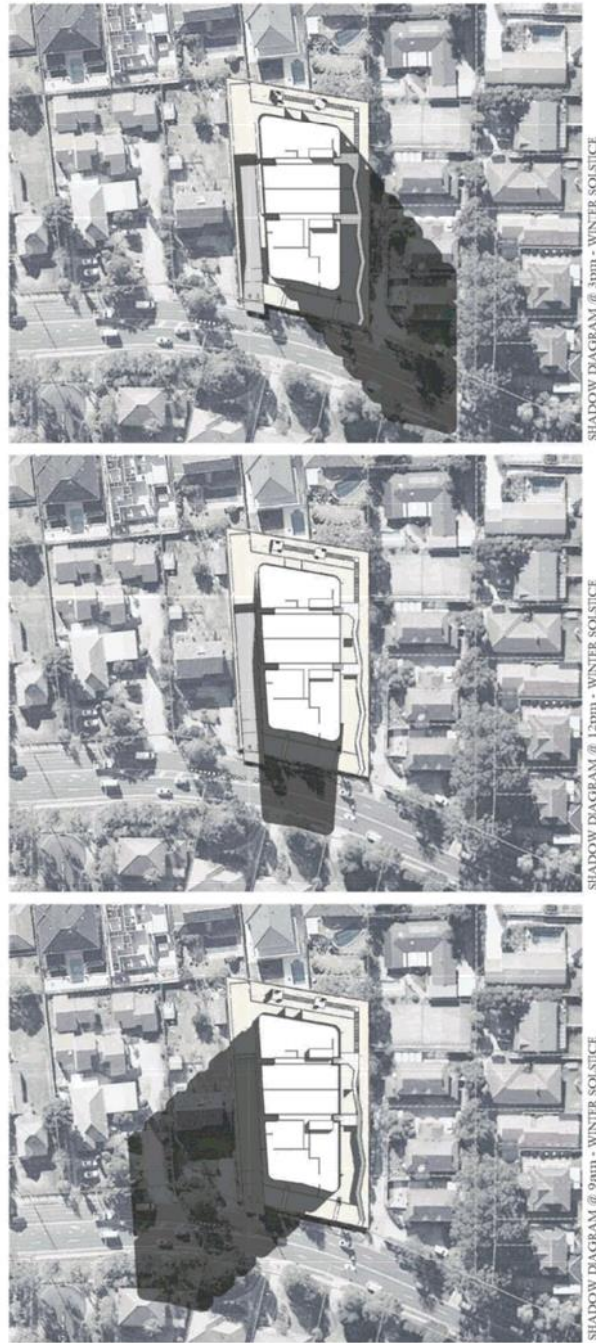 SHADOW DIAGRAM @ 9am - WINTER SOLSTICE
SHADOW DIAGRAM @ 12pm - WINTER SOLSTICE
SHADOW DIAGRAM @ 3pm - WINTER SOLSTICE